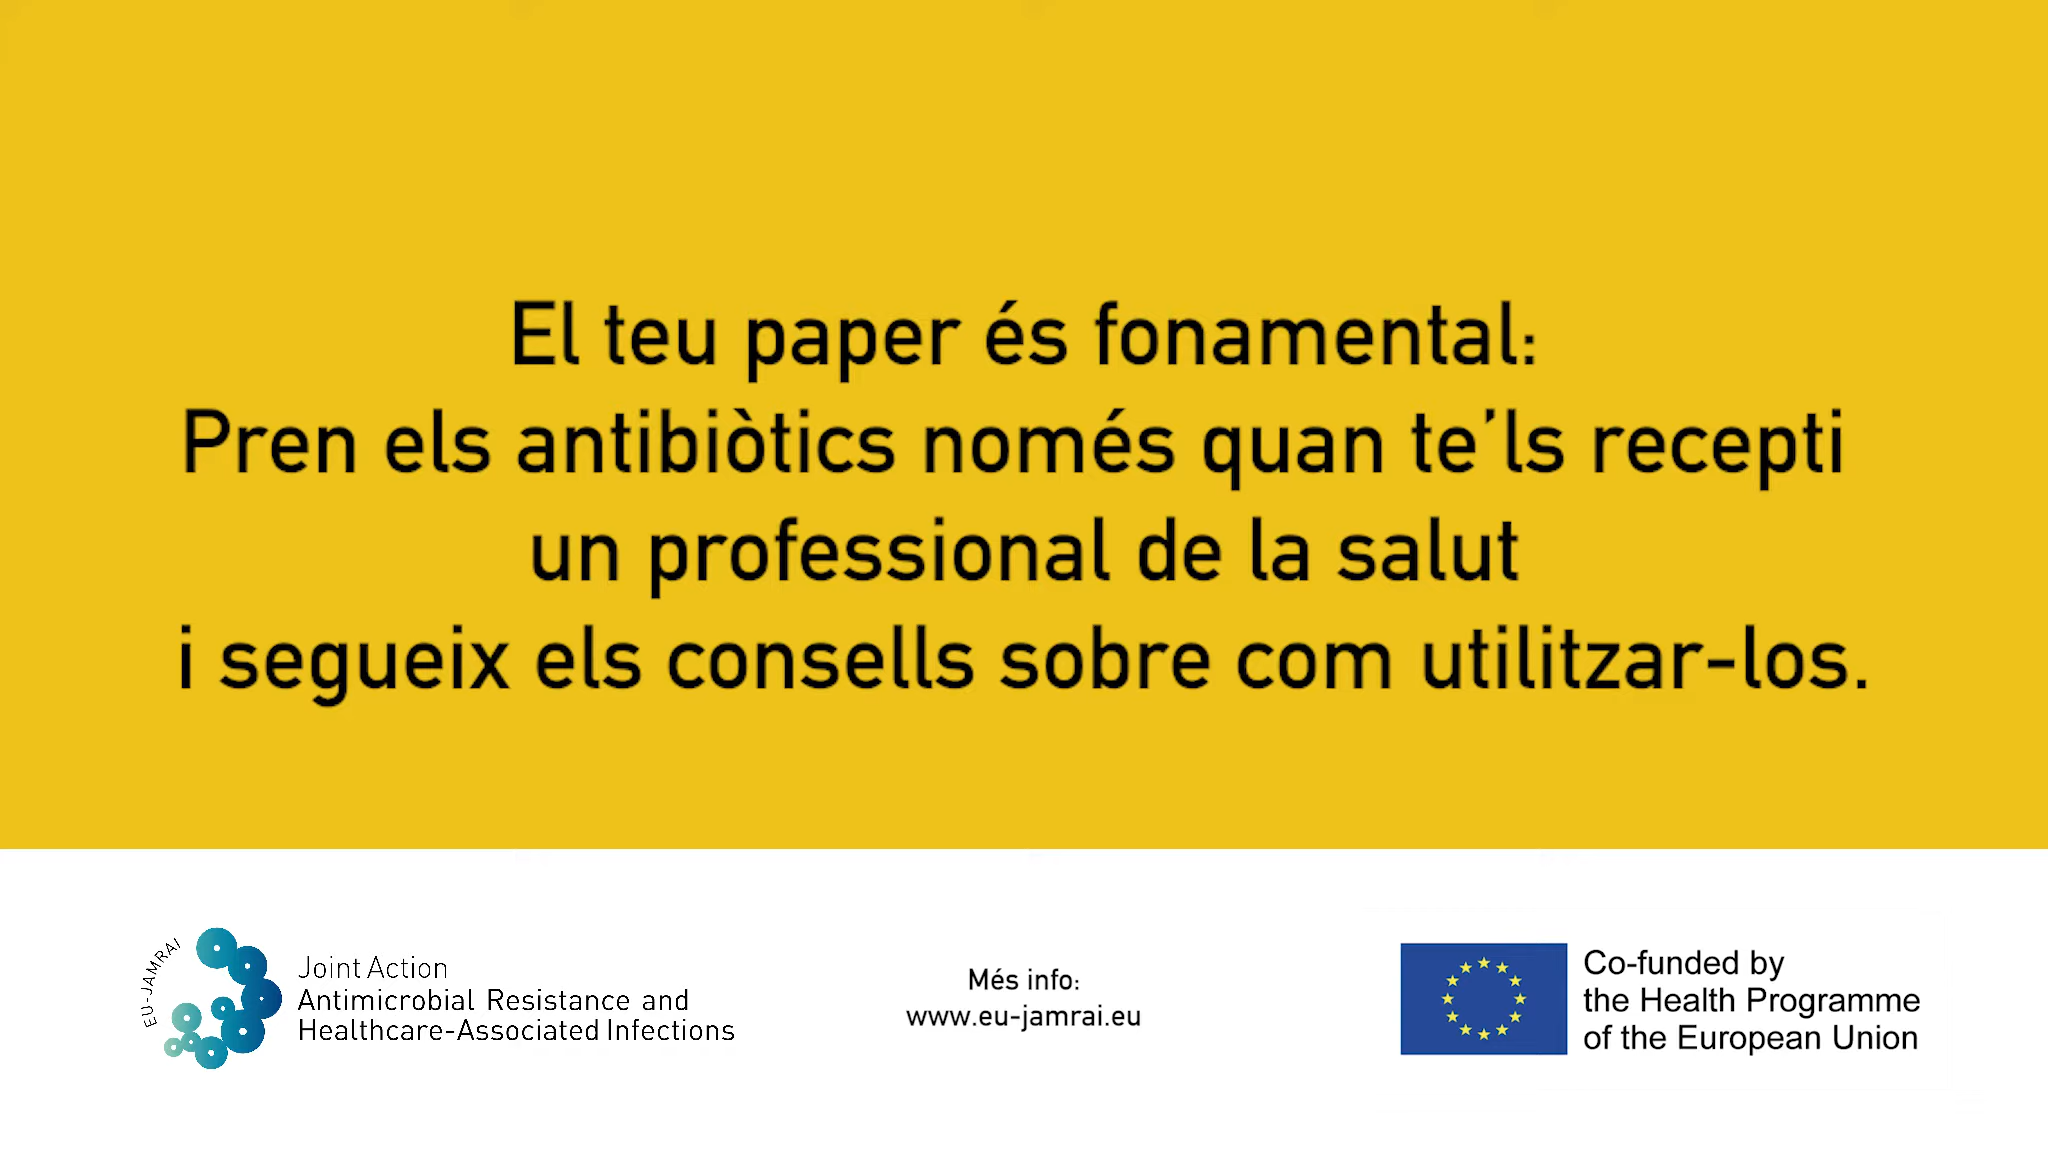 El teu paper és fonamental:
Pren els antibiòtics només quan te’ls recepti
un professional de la salut
i segueix els consells sobre com utilitzar-los.
EU-JAMRAI
Joint Action
Antimicrobial Resistance and
Healthcare-Associated Infections
Més info:
www.eu-jamrai.eu
Co-funded by
the Health Programme
of the European Union